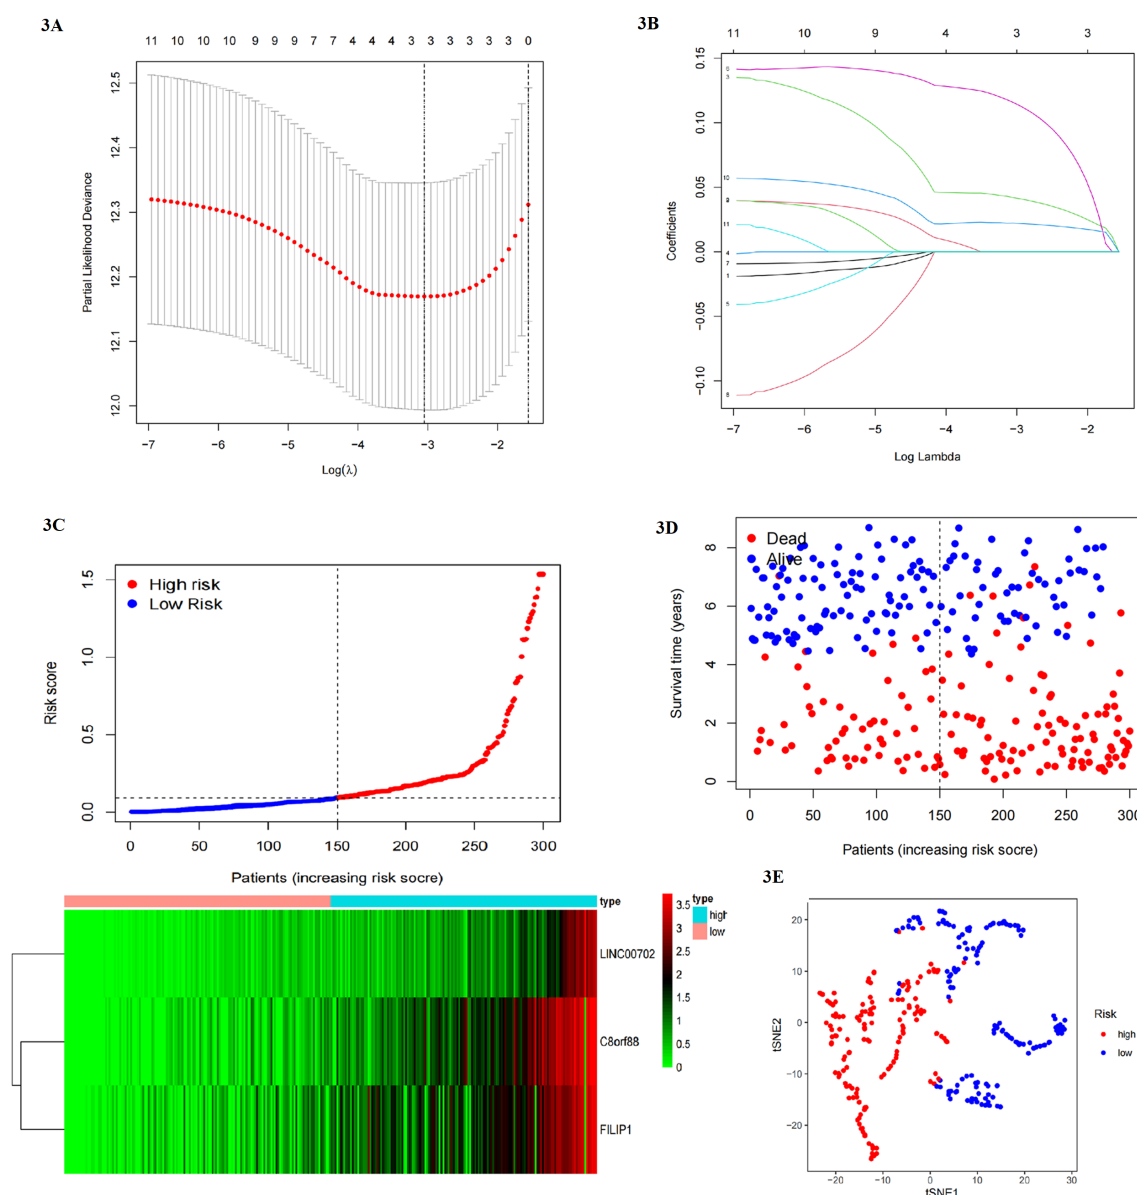 3A
11 10 10 10 10 9 9 9 7 7 4 4 4 3 3 3 3 3 3 0
Partial Likelihood Deviance
12.5
12.4
12.3
12.2
12.1
12.0
−7 −6 −5 −4 −3 −2
Log(λ)
3B
11 10 9 4 3 3
Coefficients
0.15
0.10
0.05
0.00
−0.05
−0.10
3
10
11
4
7
1
5
−7 −6 −5 −4 −3 −2
Log Lambda
3C
High risk
Low Risk
Risk score
1.5
1.0
0.5
0.0
0 50 100 150 200 250 300
Patients (increasing risk socre)
3D
Dead
Alive
Survival time (years)
8
6
4
2
0
0 50 100 150 200 250 300
Patients (increasing risk socre)
type
LINC00702
C8orf88
FILIP1
3.5
3
2.5
2
1.5
1
0.5
0
type
high
low
3E
tSNE2
20
10
0
−10
−20
−20 −10 0 10 20 30
tSNE1
Risk
high
low